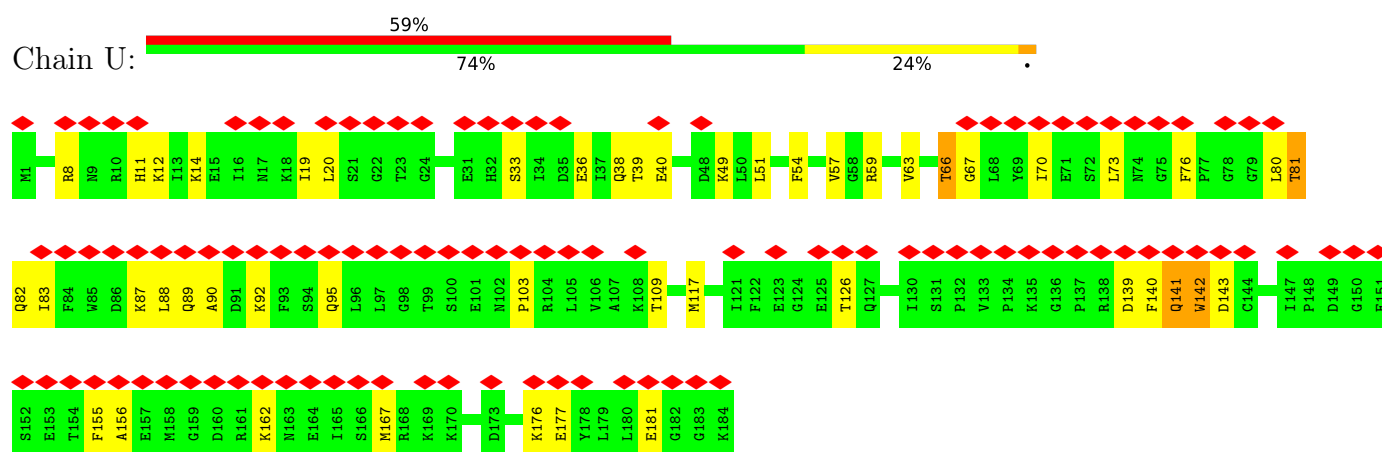 59%
Chain U:
74% 24% •
M1 R8 N9 R10 H11 K12 I13 K14 E15 I16 N17 K18 I19 L20 S21 G22 T23 G24 E31 H32 S33 I34 D35 E36 I37 Q38 T39 E40 D48 K49 L50 L51 F54 V57 G58 R59 V63 T66 G67 L68 Y69 I70 E71 S72 L73 N74 G75 F76 P77 G78 G79 L80 T81
Q82 I83 F84 W85 D86 K87 L88 Q89 A90 D91 K92 F93 S94 Q95 L96 L97 G98 T99 S100 E101 N102 P103 R104 L105 V106 A107 K108 T109 M117 I121 F122 E123 G124 E125 T126 Q127 I130 S131 P132 V133 P134 K135 G136 P137 R138 D139 F140 Q141 W142 D143 C144 I147 P148 D149 G150
S152 E153 T154 F155 A156 E157 M158 G159 D160 R161 K162 N163 E164 I165 S166 M167 R168 K169 K170 D173 K176 E177 Y178 L179 L180 E181 G182 G183 K184